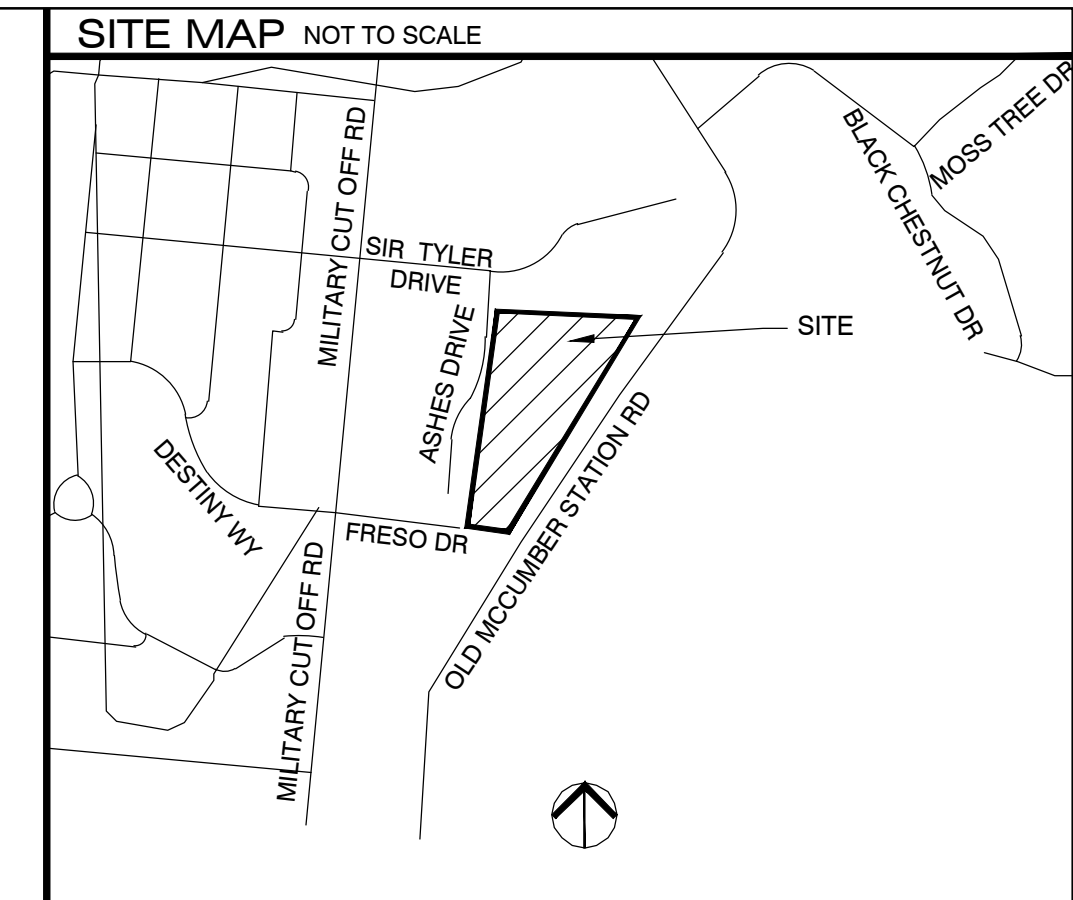 SITE MAP NOT TO SCALE
MOSS TREE DR
BLACK CHESTNUT DR
MILITARY CUT OFF RD
SIR TYLER
DRIVE
ASHES DRIVE
SITE
OLD MCCUMBER STATION RD
DESTINY WY
FRESO DR
MILITARY CUT OFF RD